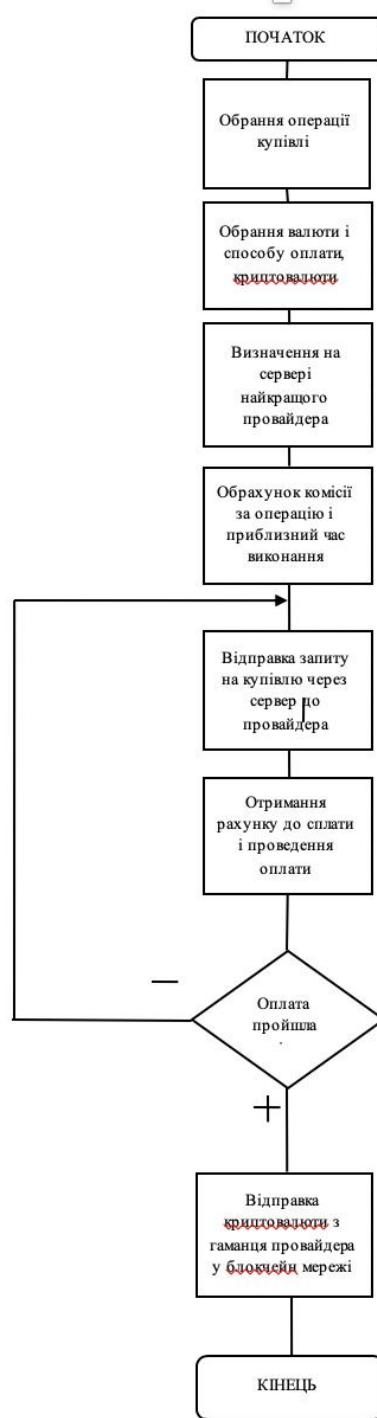 ПОЧАТОК
Обрання операції
купівлі
Обрання валюти і
способу оплати,
криптовалюти
Визначення на
сервері
найкращого
провайдера
Обрахунок комісії
за операцію і
приблизний час
виконання
Відправка запиту
на купівлю через
сервер до
провайдера
Отримання
рахунку до сплати
і проведення
оплати
—
Оплата
пройшла
+
Відправка
криптовалюти з
гаманця провайдера
у блокчейн мережі
КІНЕЦЬ